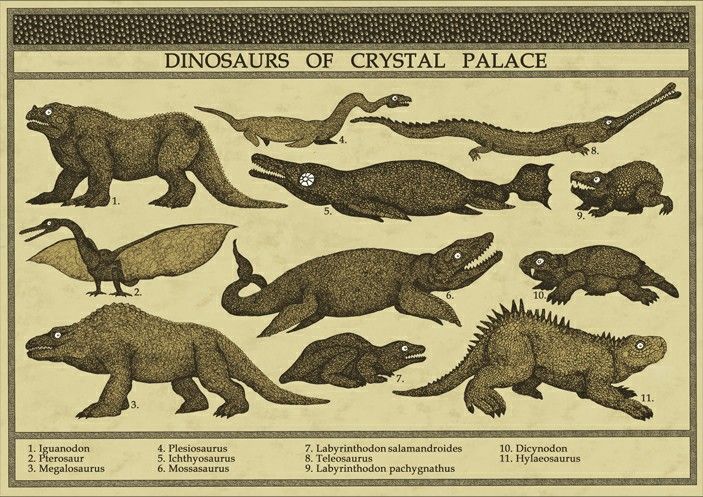 DINOSAURS OF CRYSTAL PALACE
1.
4.
8.
5.
9.
2.
6.
10.
3.
7.
11.
1. Iguanodon
2. Pterosaur
3. Megalosaurus
4. Plesiosaurus
5. Ichthyosaurus
6. Mossasaurus
7. Labyrinthodon salamandroides
8. Teleosaurus
9. Labyrinthodon pachygnathus
10. Dicynodon
11. Hylaeosaurus